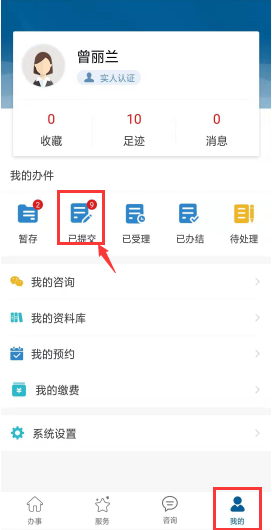 曾丽兰
实人认证
0 10 0
收藏 足迹 消息
我的办件
2 9
暂存 已提交 已受理 已办结 待处理
我的咨询
我的资料库
我的预约
我的缴费
系统设置
办事 服务 咨询 我的